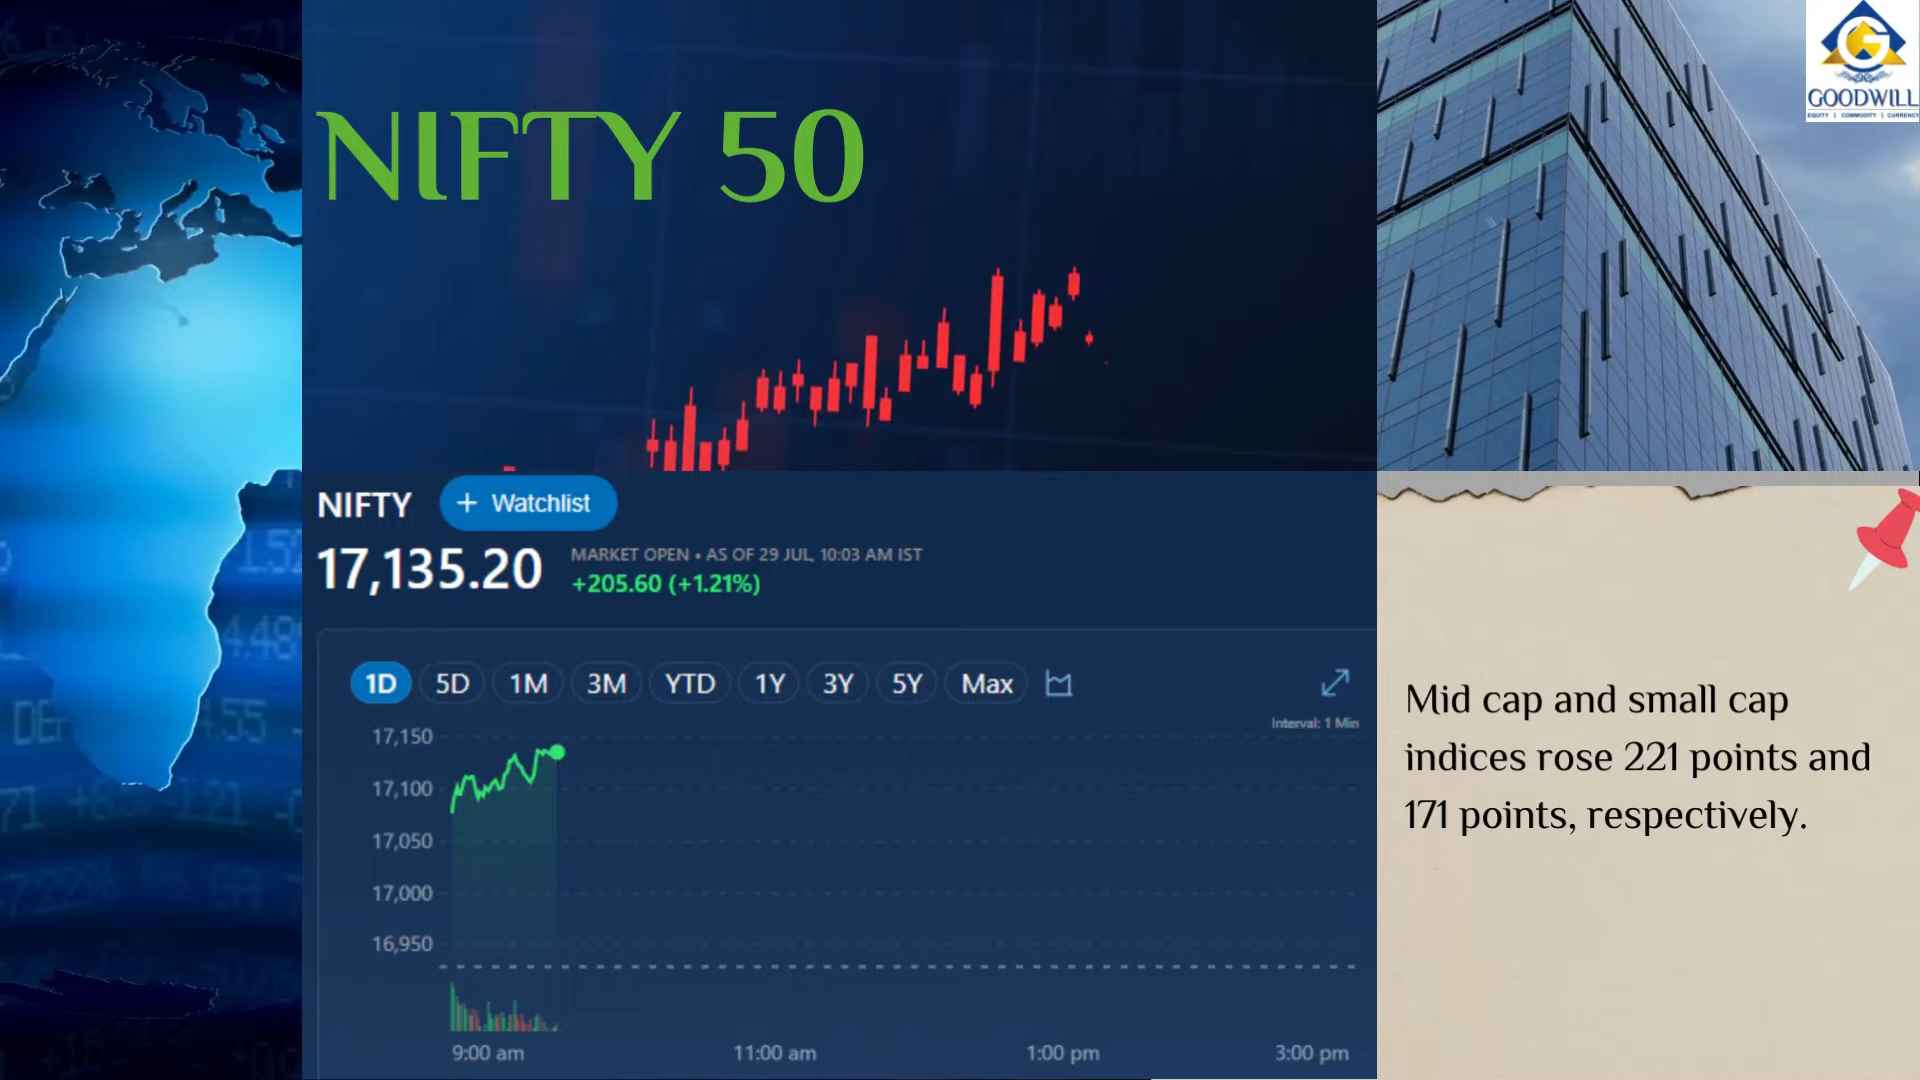 NIFTY 50
GOODWILL
EQUITY | COMMODITY | CURRENCY
NIFTY
+ Watchlist
17,135.20
MARKET OPEN • AS OF 29 JUL, 10:03 AM IST
+205.60 (+1.21%)
1D 5D 1M 3M YTD 1Y 3Y 5Y Max
Interval: 1 Min
17,150
17,100
17,050
17,000
16,950
9:00 am 11:00 am 1:00 pm 3:00 pm
Mid cap and small cap
indices rose 221 points and
171 points, respectively.